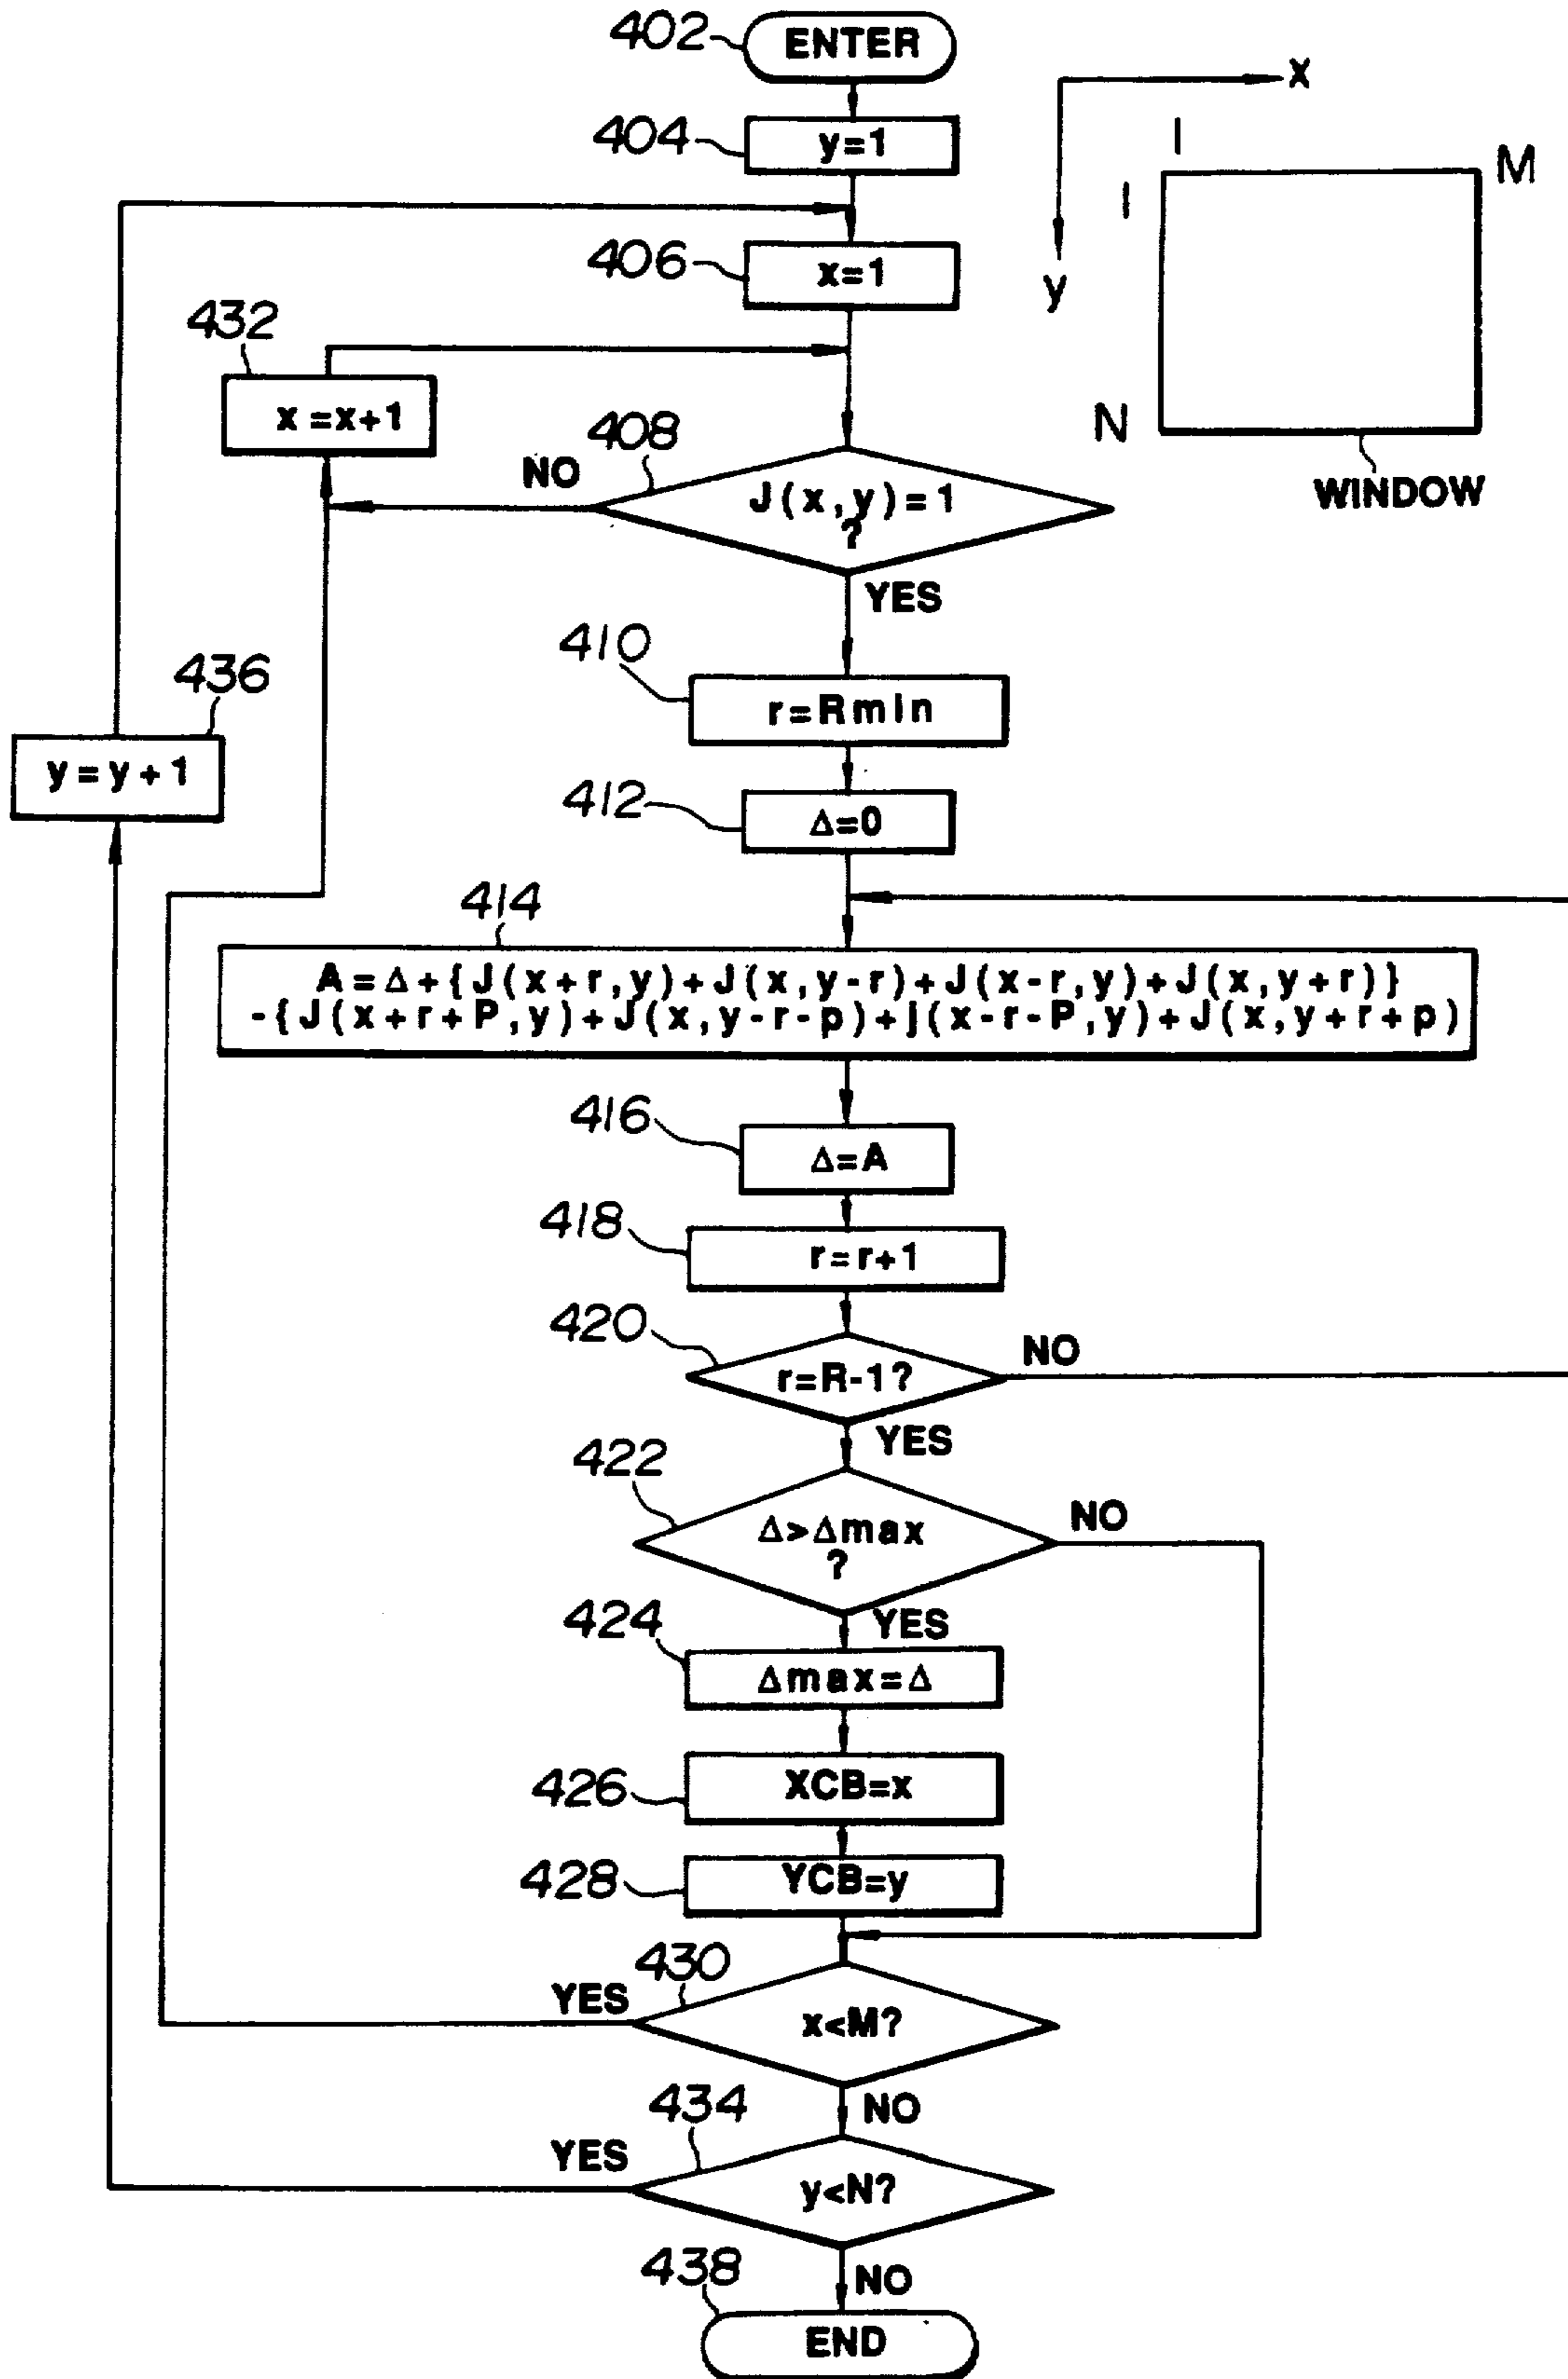 402
ENTER
404
y=1
x
I
M
I
406
x=1
y
432
x=x+1
N
WINDOW
408
NO
J(x,y)=1
?
YES
410
r=Rmin
436
y=y+1
412
Δ=0
414
A=Δ+{J(x+r,y)+J(x,y-r)+J(x-r,y)+J(x,y+r)}
-{J(x+r+P,y)+J(x,y-r-p)+j(x-r-P,y)+J(x,y+r+p)
416
Δ=A
418
r=r+1
420
r=R-1?
NO
YES
422
Δ>Δmax
?
NO
YES
424
Δmax=Δ
426
XCB=x
428
YCB=y
430
YES
x<M?
NO
434
YES
y<N?
NO
438
END